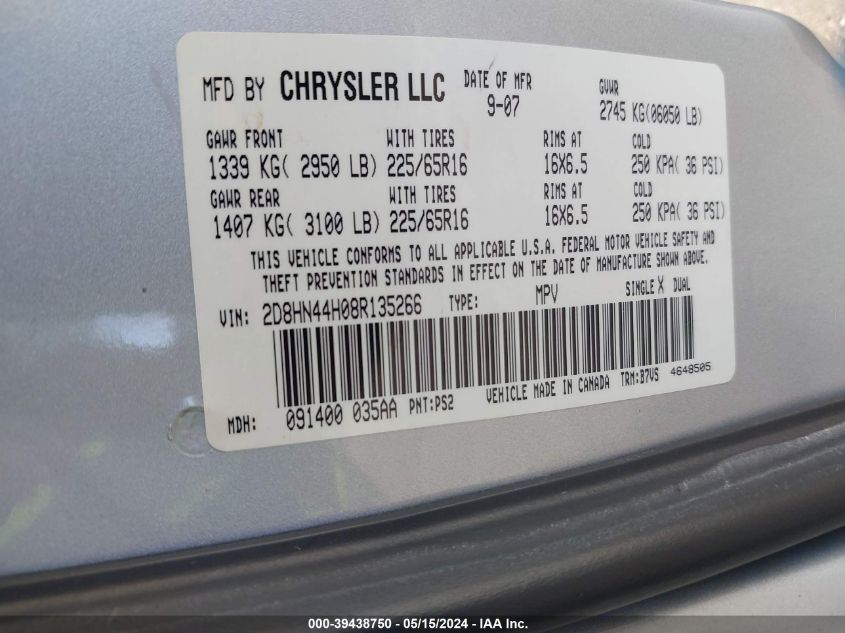 MFD BY CHRYSLER LLC DATE OF MFR GVWR
9-07 2745 KG(06050 LB)
GAWR FRONT WITH TIRES RIMS AT COLD
1339 KG( 2950 LB) 225/65R16 16X6.5 250 KPA( 36 PSI)
GAWR REAR WITH TIRES RIMS AT COLD
1407 KG( 3100 LB) 225/65R16 16X6.5 250 KPA( 36 PSI)
THIS VEHICLE CONFORMS TO ALL APPLICABLE U.S.A. FEDERAL MOTOR VEHICLE SAFETY AND
THEFT PREVENTION STANDARDS IN EFFECT ON THE DATE OF MANUFACTURE SHOWN ABOVE.
VIN: 2D8HN44H08R135266 TYPE: MPV SINGLE X DUAL
MDH: 091400 035AA PNT:PS2 VEHICLE MADE IN CANADA TRM:B7VS 4648505
000-39438750 - 05/15/2024 - IAA, Inc.